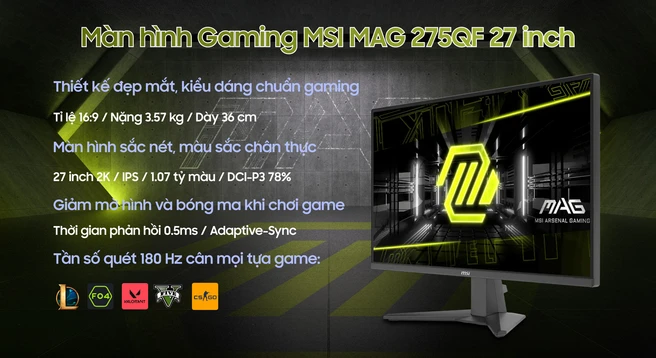 Màn hình Gaming MSI MAG 275QF 27 inch
Thiết kế đẹp mắt, kiểu dáng chuẩn gaming
Tỉ lệ 16:9 / Nặng 3.57 kg / Dày 36 cm
Màn hình sắc nét, màu sắc chân thực
27 inch 2K / IPS / 1.07 tỷ màu / DCI-P3 78%
Giảm mờ hình và bóng ma khi chơi game
Thời gian phản hồi 0.5ms / Adaptive-Sync
Tần số quét 180 Hz cân mọi tựa game:
FO4
VALORANT
V
CS:GO
MAG
MSI ARSENAL GAMING
msi